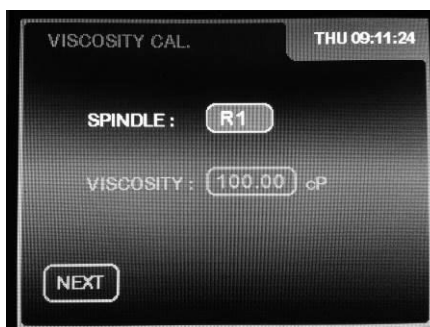 VISCOSITY CAL.
THU 09:11:24
SPINDLE : R1
VISCOSITY : 100.00 cP
NEXT